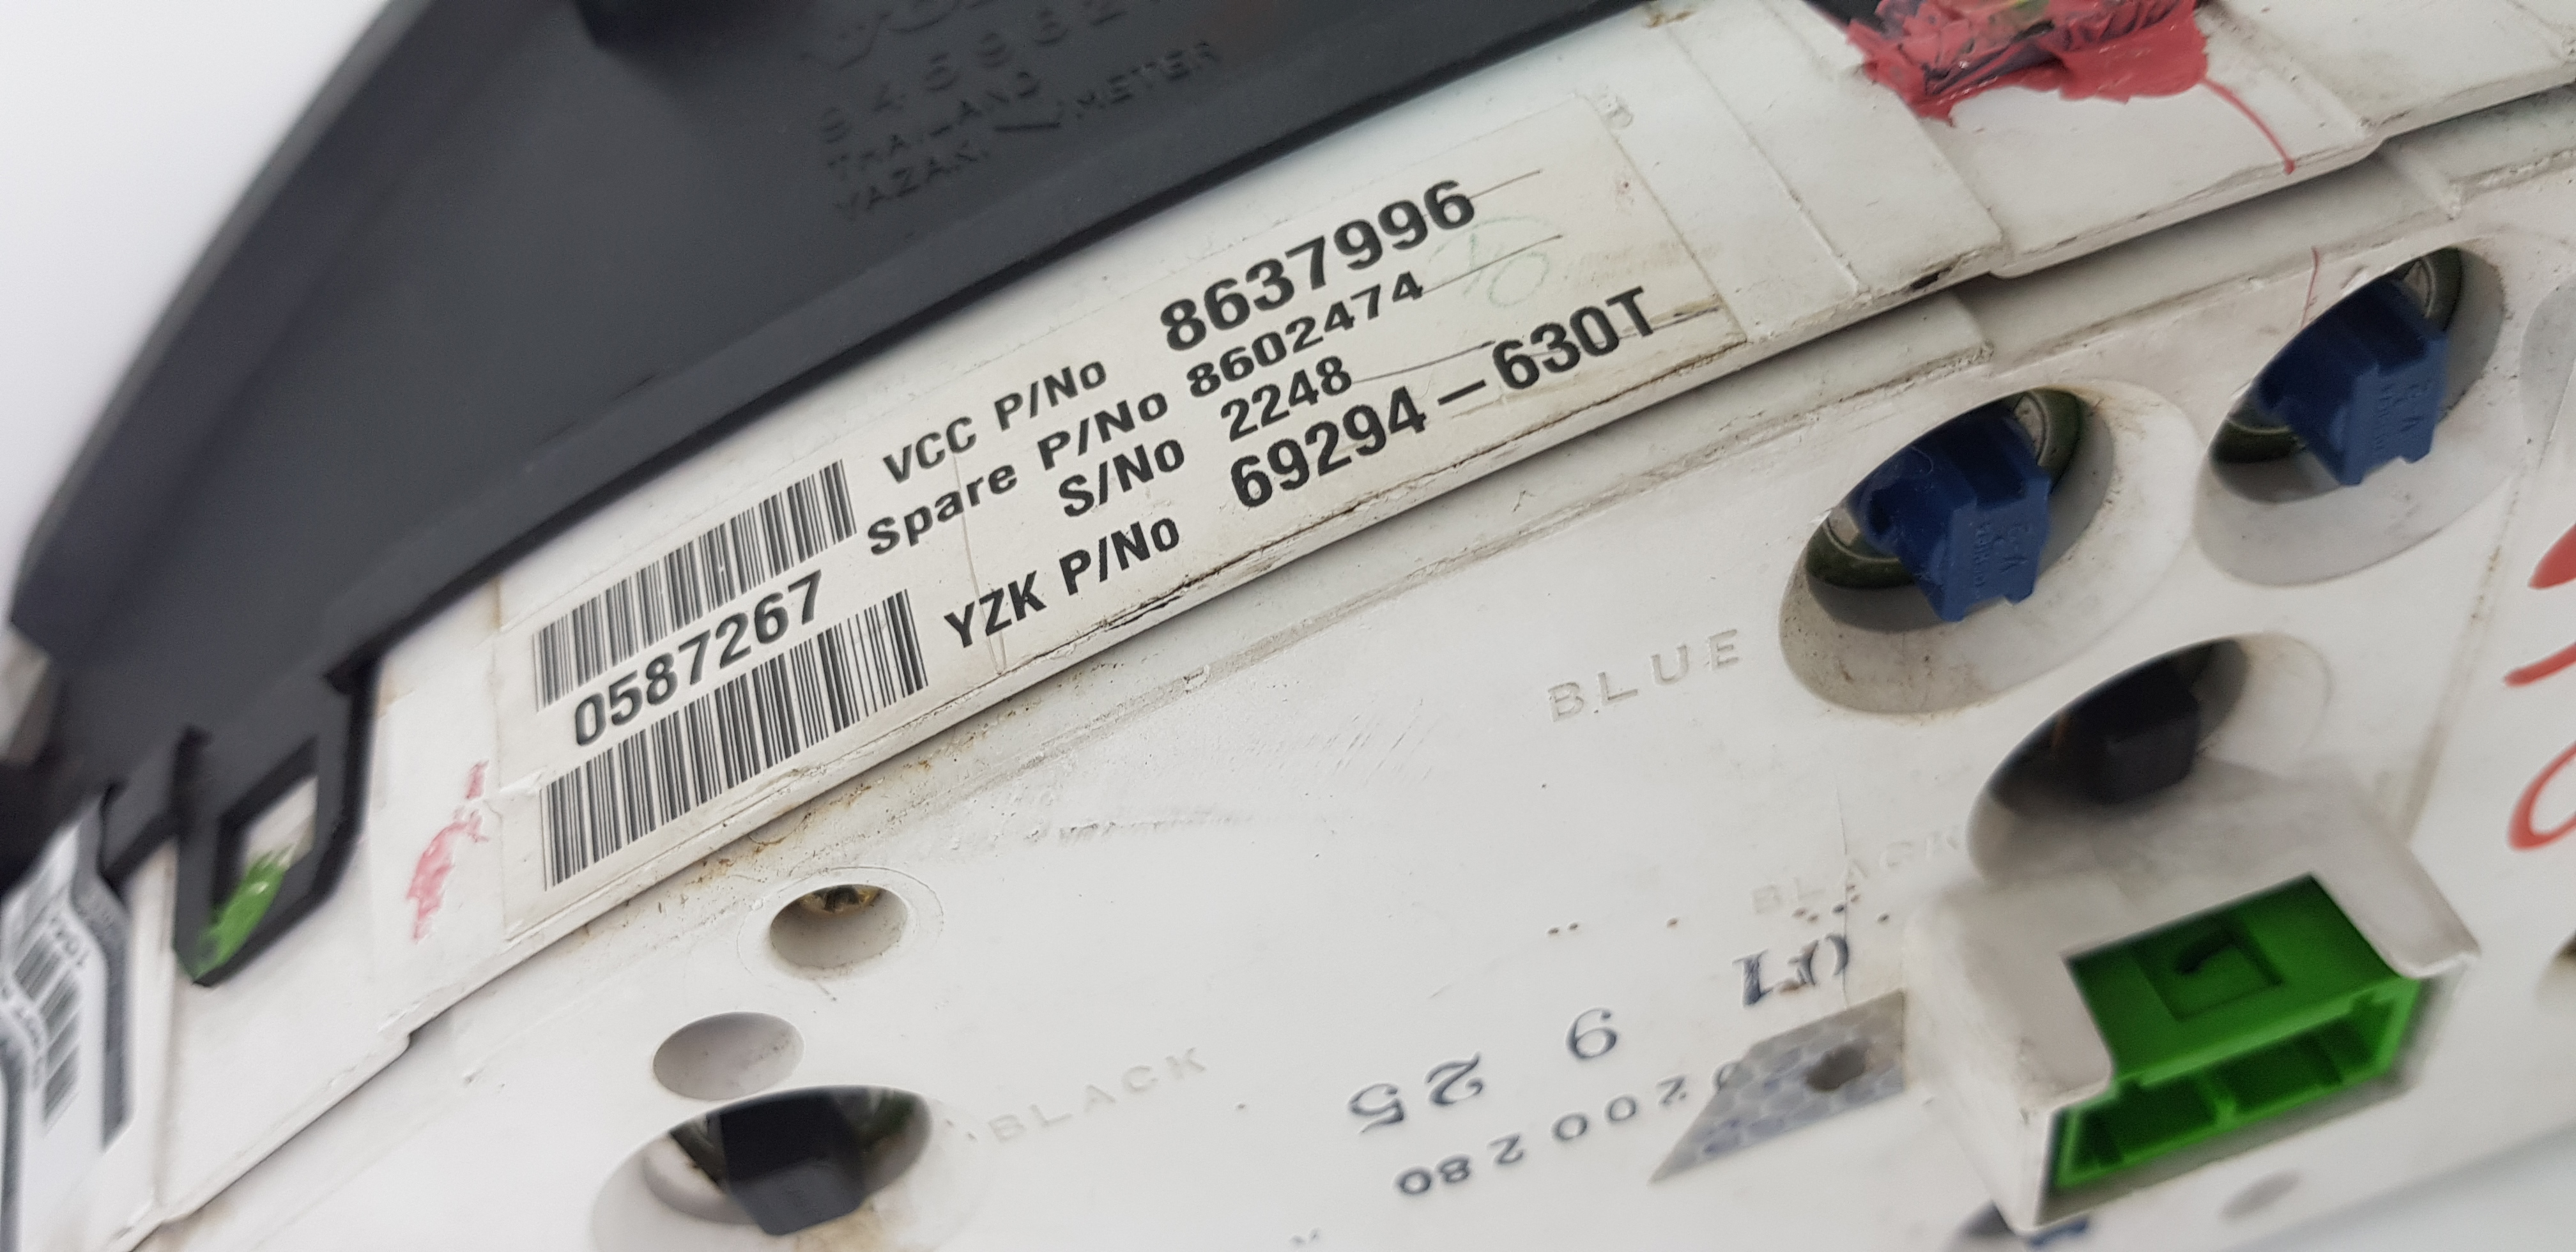 THAILAND
YAZAKI METER
VCC P/No 8637996
Spare P/No 8602474
S/No 2248
YZK P/No 69294-630T
0587267
BLUE
BLACK
BLACK
01
9
25